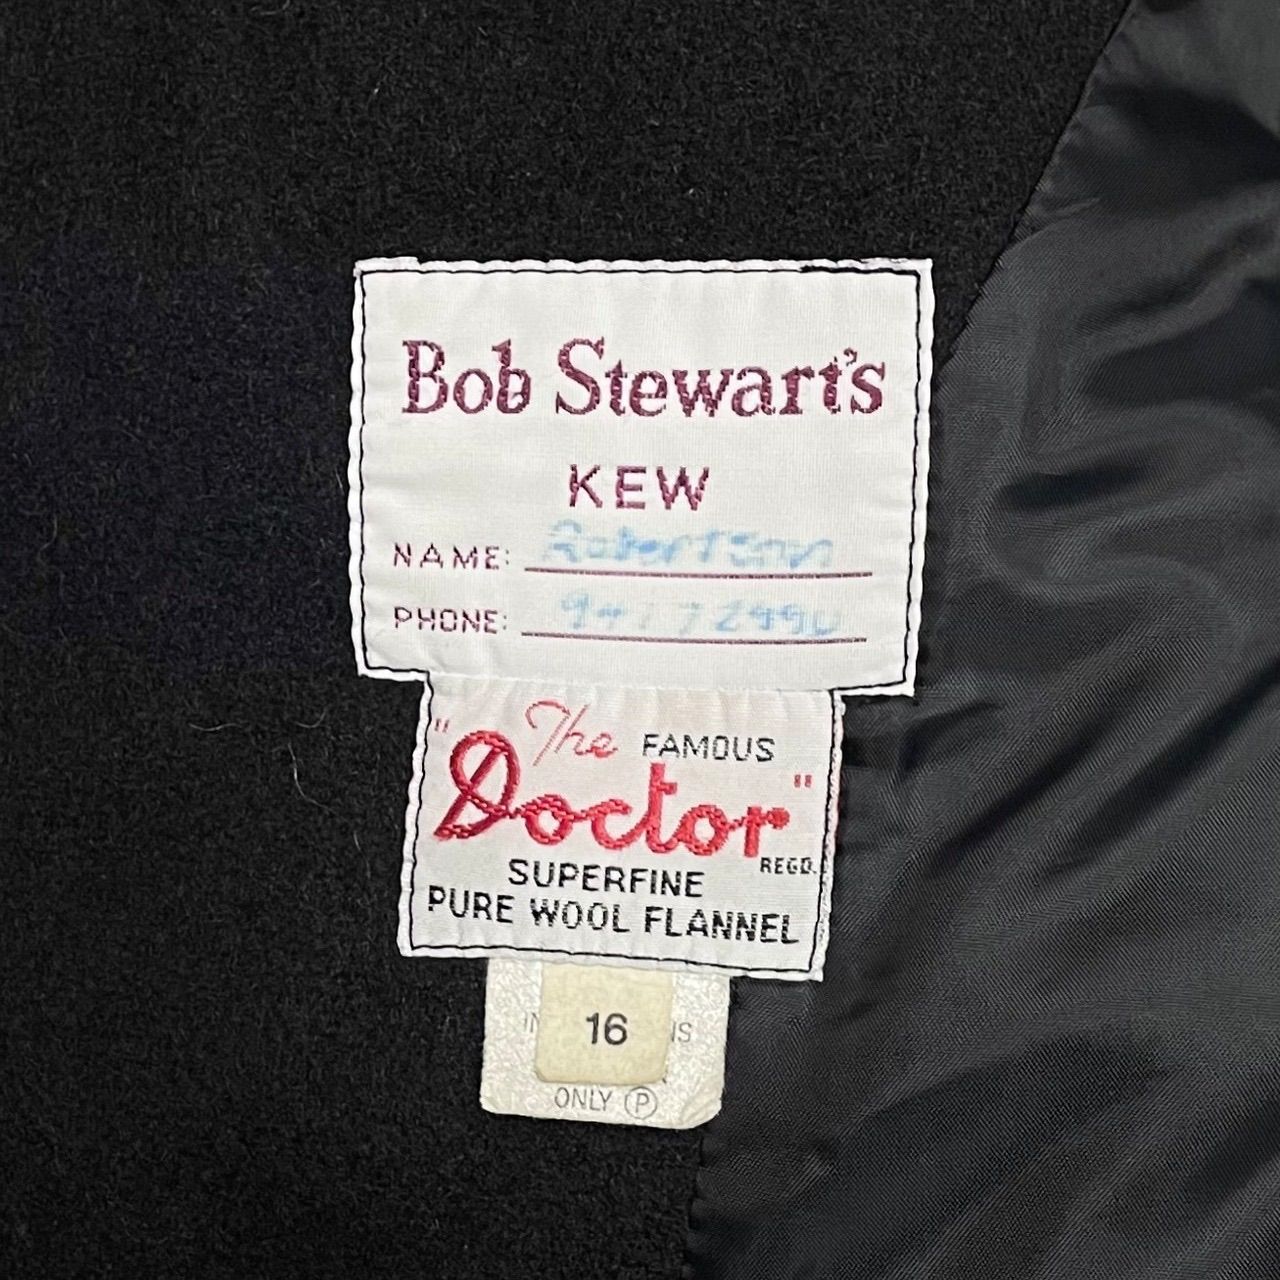 Bob Stewart's
KEW
NAME: Robertson
PHONE:
"The FAMOUS
Doctor"
REGD.
SUPERFINE
PURE WOOL FLANNEL
16
ONLY P